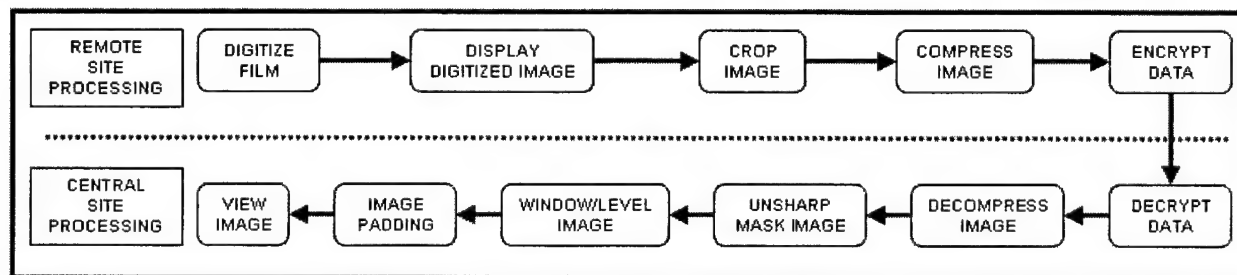 REMOTE
SITE
PROCESSING
DIGITIZE
FILM
DISPLAY
DIGITIZED IMAGE
CROP
IMAGE
COMPRESS
IMAGE
ENCRYPT
DATA
CENTRAL
SITE
PROCESSING
VIEW
IMAGE
IMAGE
PADDING
WINDOW/LEVEL
IMAGE
UNSHARP
MASK IMAGE
DECOMPRESS
IMAGE
DECRYPT
DATA